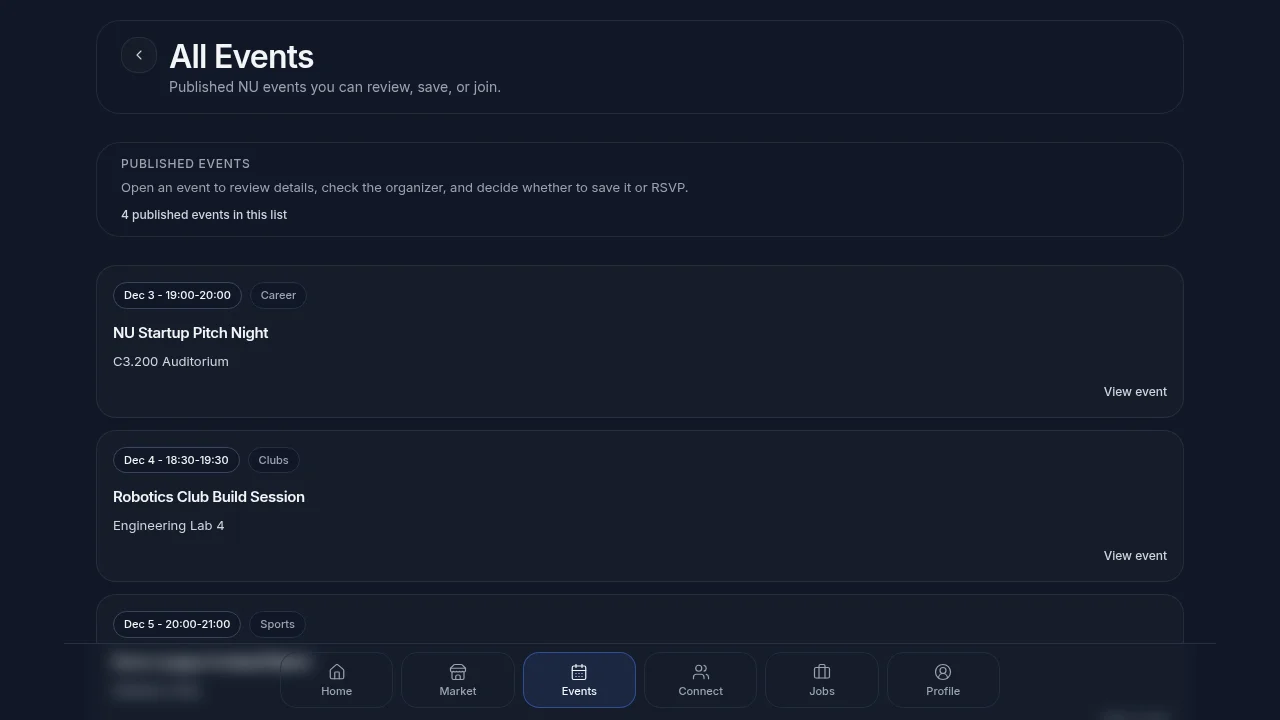 All Events
Published NU events you can review, save, or join.
PUBLISHED EVENTS
Open an event to review details, check the organizer, and decide whether to save it or RSVP.
4 published events in this list
Dec 3 - 19:00-20:00 Career
NU Startup Pitch Night
C3.200 Auditorium
View event
Dec 4 - 18:30-19:30 Clubs
Robotics Club Build Session
Engineering Lab 4
View event
Dec 5 - 20:00-21:00 Sports
Home Market Events Connect Jobs Profile